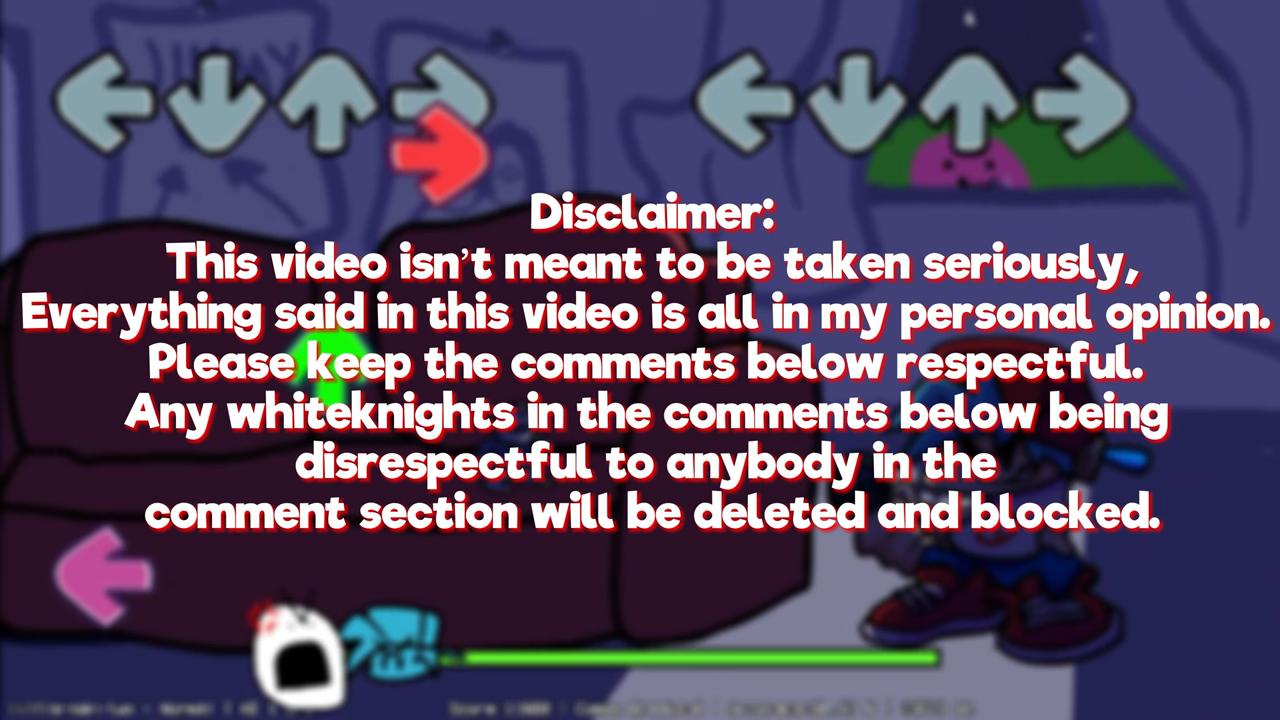 JIMMY
Disclaimer:
This video isn't meant to be taken seriously,
Everything said in this video is all in my personal opinion.
Please keep the comments below respectful.
Any whiteknights in the comments below being
disrespectful to anybody in the
comment section will be deleted and blocked.